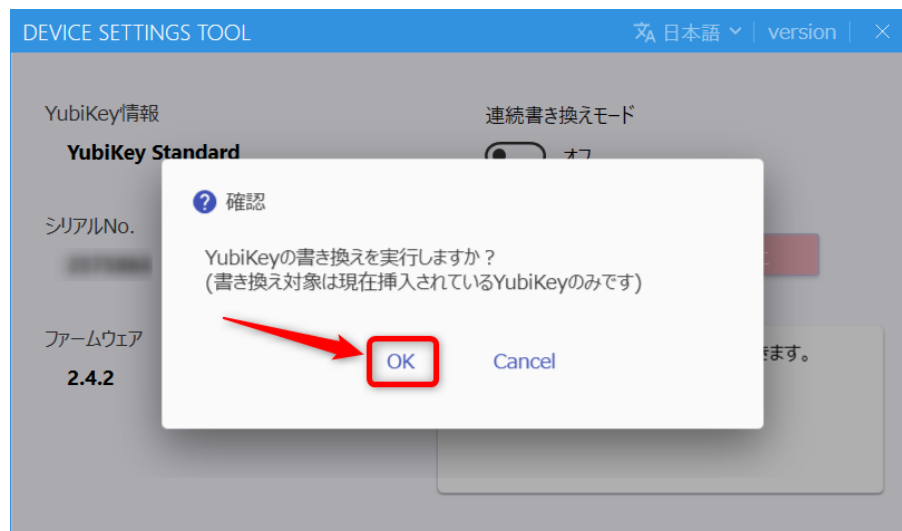 DEVICE SETTINGS TOOL
日本語
version
YubiKey情報
YubiKey Standard
連続書き換えモード
オフ
シリアルNo.
ファームウェア
2.4.2
確認
YubiKeyの書き換えを実行しますか？
(書き換え対象は現在挿入されているYubiKeyのみです)
OK
Cancel
きます。